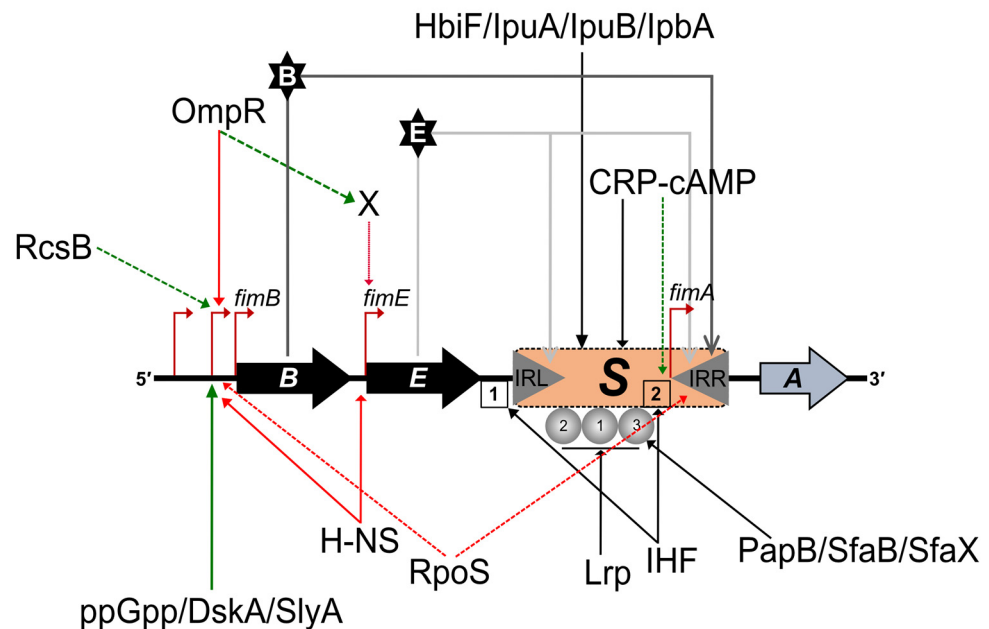 HbiF/IpuA/IpuB/IpbA
B
OmpR
E
CRP-cAMP
X
RcsB
fimB
fimE
fimA
5′
B
E
1
IRL
S
2
IRR
A
3′
2
1
3
H-NS
RpoS
Lrp
IHF
PapB/SfaB/SfaX
ppGpp/DskA/SlyA